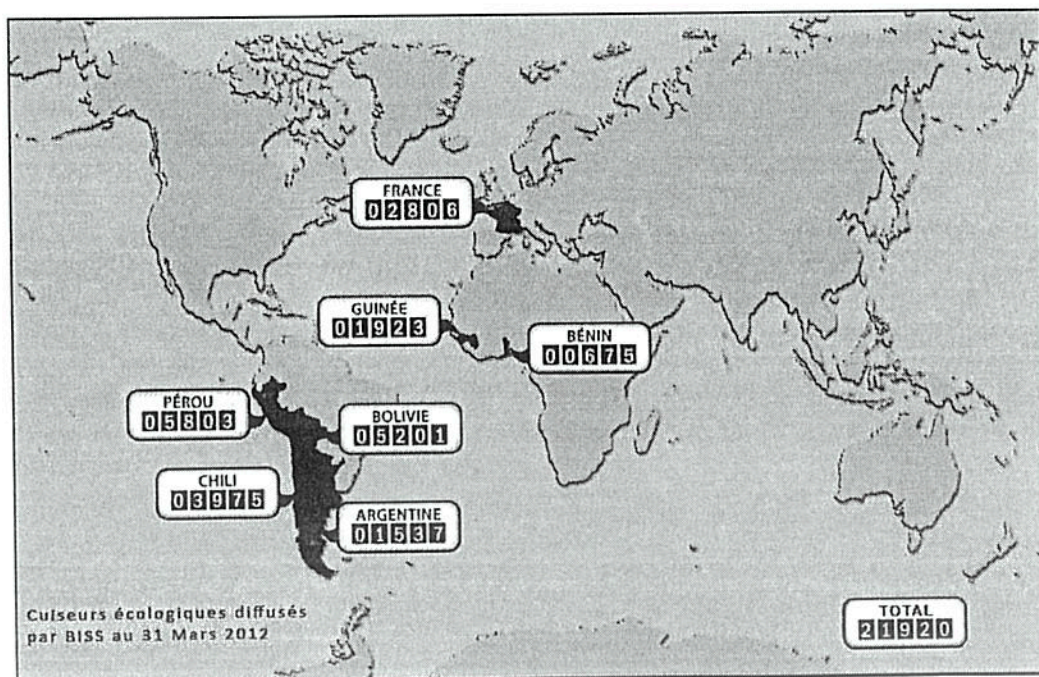 FRANCE
02806
GUINÉE
01923
BÉNIN
00675
PÉROU
05803
BOLIVIE
05201
CHILI
03975
ARGENTINE
01537
Cuiseurs écologiques diffusés
par BISS au 31 Mars 2012
TOTAL
21920